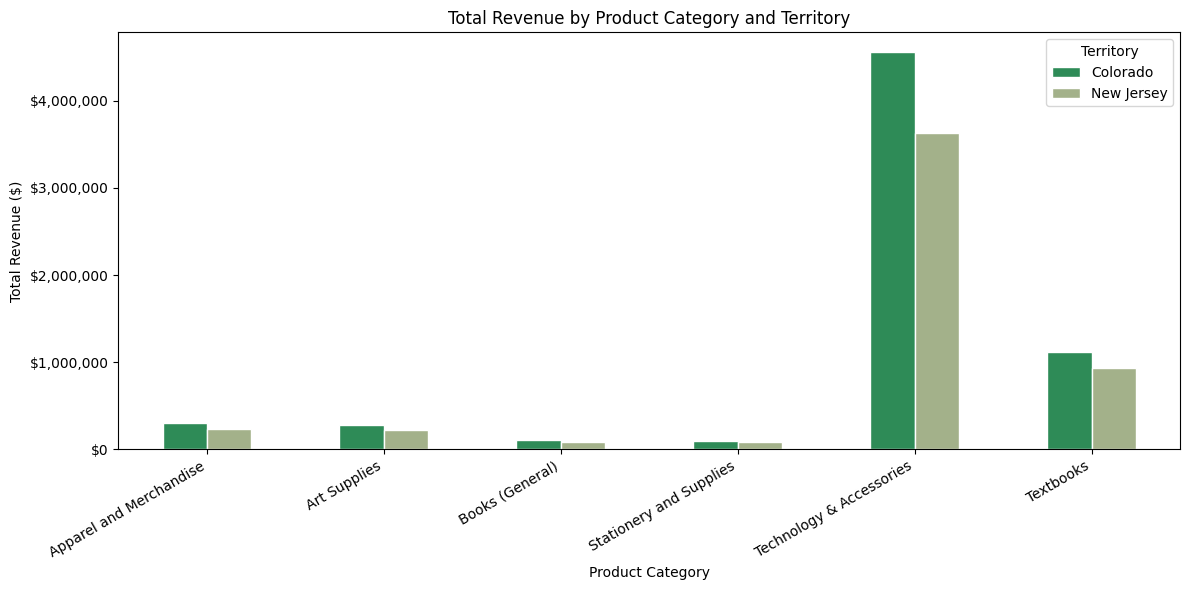 Total Revenue by Product Category and Territory
Territory
Colorado
New Jersey
Total Revenue ($)
$4,000,000
$3,000,000
$2,000,000
$1,000,000
$0
Apparel and Merchandise
Art Supplies
Books (General)
Stationery and Supplies
Technology & Accessories
Textbooks
Product Category